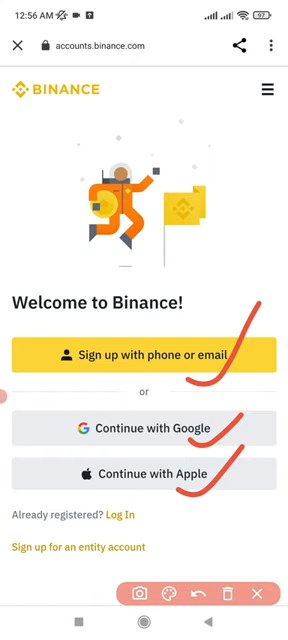 12:56 AM
97
accounts.binance.com
BINANCE
Welcome to Binance!
Sign up with phone or email
or
Continue with Google
Continue with Apple
Already registered? Log In
Sign up for an entity account